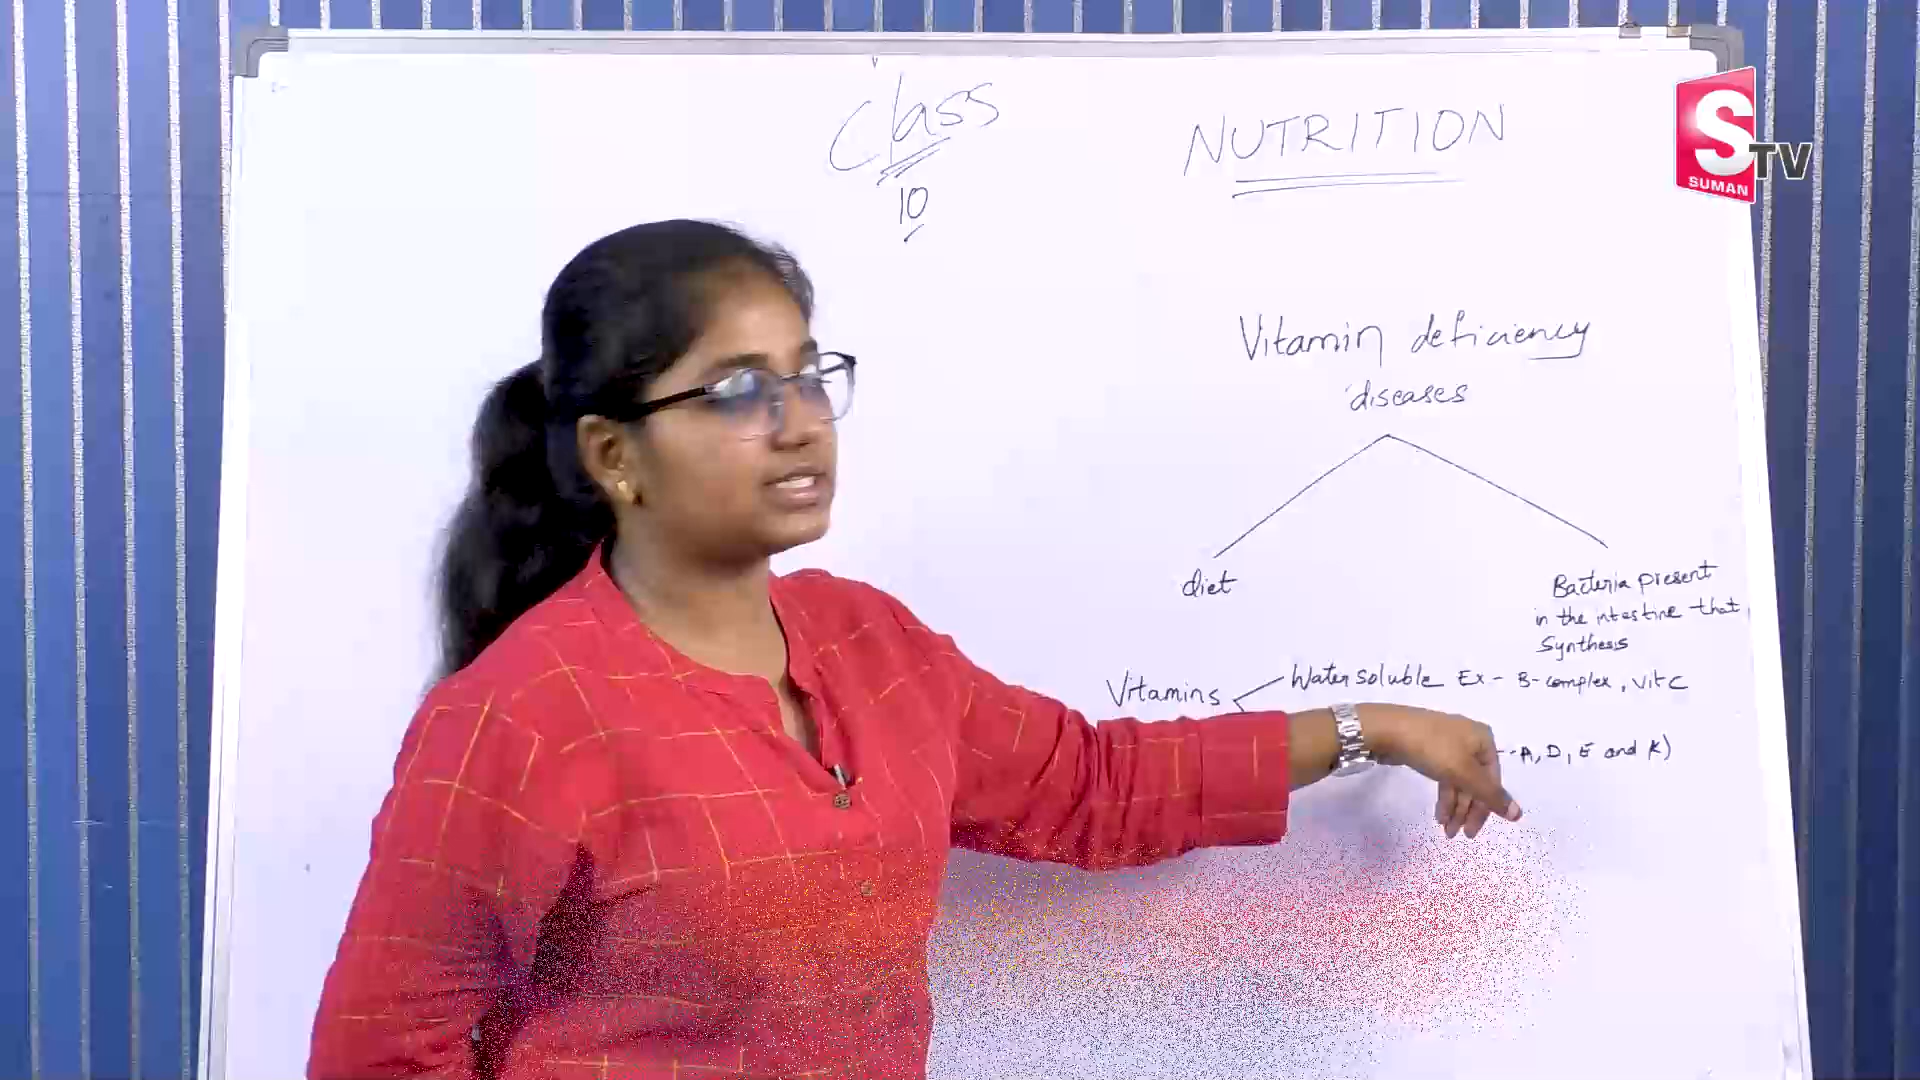 Class
10
NUTRITION
S TV
SUMAN
Vitamin deficiency
diseases
diet
Bacteria present
in the intestine that
Synthesis
Vitamins
Water soluble Ex - B-complex, Vit C
A, D, E and K)